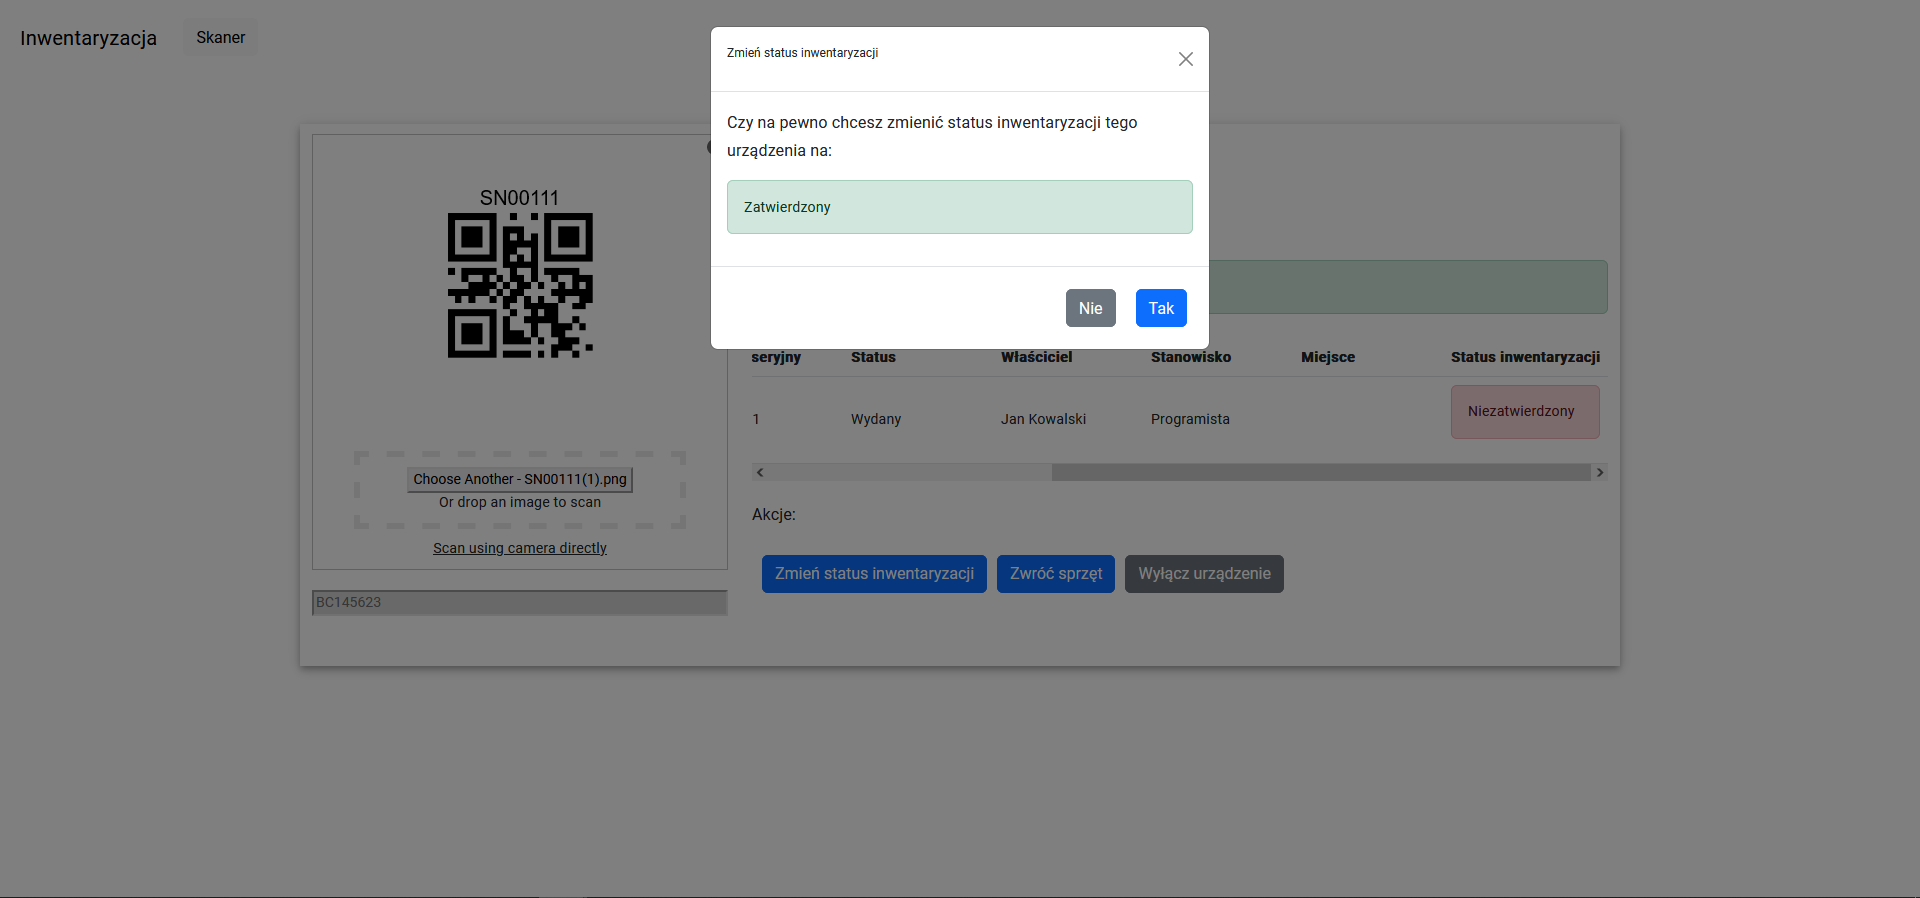 Inwentaryzacja
Skaner
Zmień status inwentaryzacji
Czy na pewno chcesz zmienić status inwentaryzacji tego
urządzenia na:
Zatwierdzony
Nie
Tak
SN00111
Choose Another - SN00111(1).png
Or drop an image to scan
Scan using camera directly
BC145623
seryjny Status Właściciel Stanowisko Miejsce Status inwentaryzacji
1 Wydany Jan Kowalski Programista Niezatwierdzony
Akcje:
Zmień status inwentaryzacji Zwróć sprzęt Wyłącz urządzenie